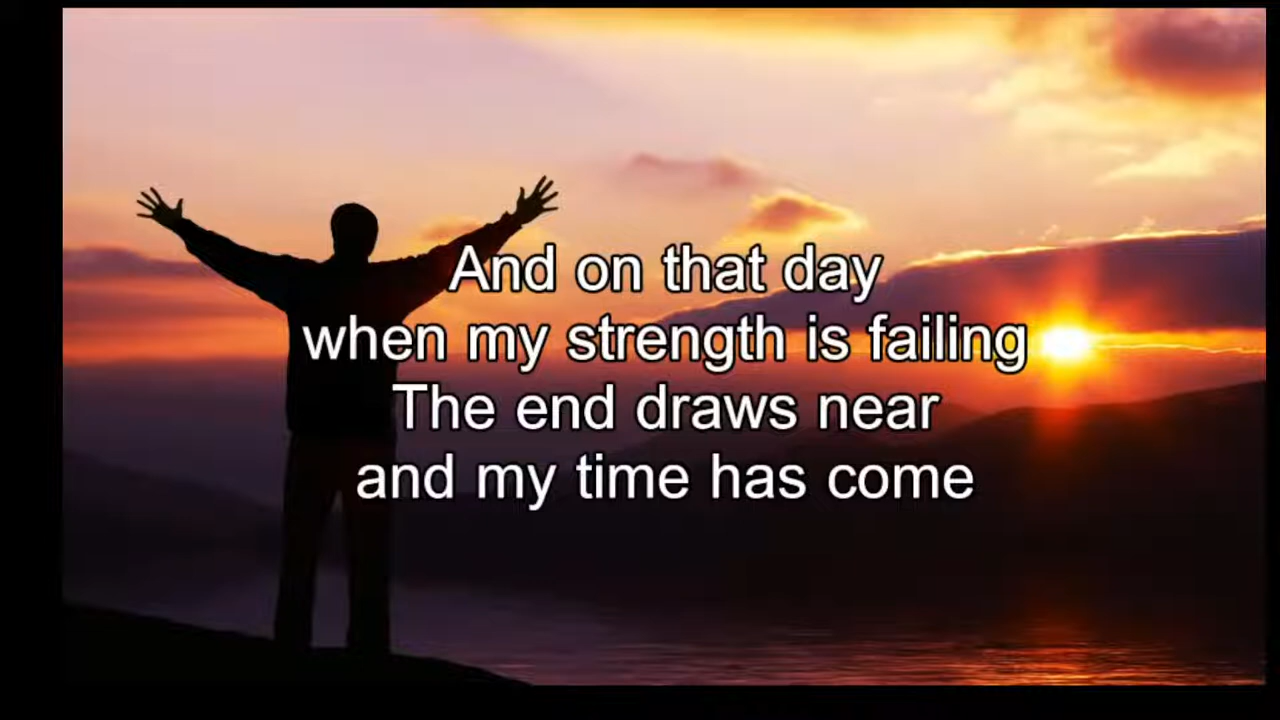 And on that day
when my strength is failing
The end draws near
and my time has come